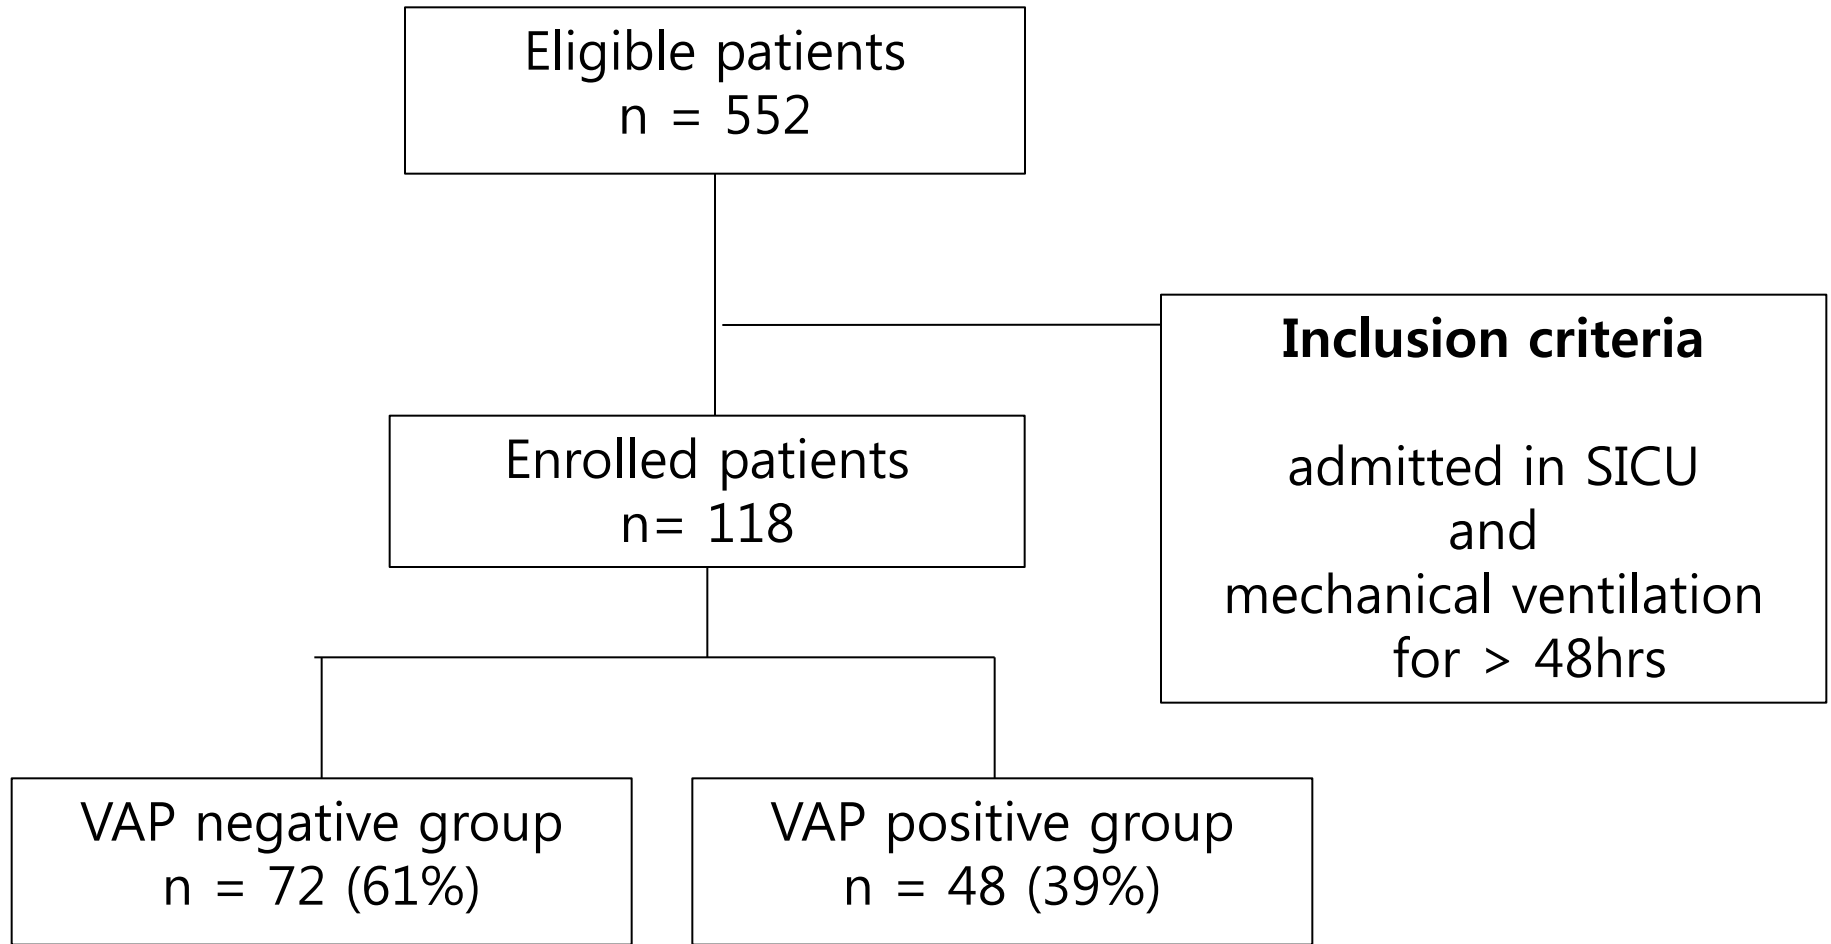 Eligible patients
n = 552
Inclusion criteria
admitted in SICU
and
mechanical ventilation
for > 48hrs
Enrolled patients
n= 118
VAP negative group
n = 72 (61%)
VAP positive group
n = 48 (39%)